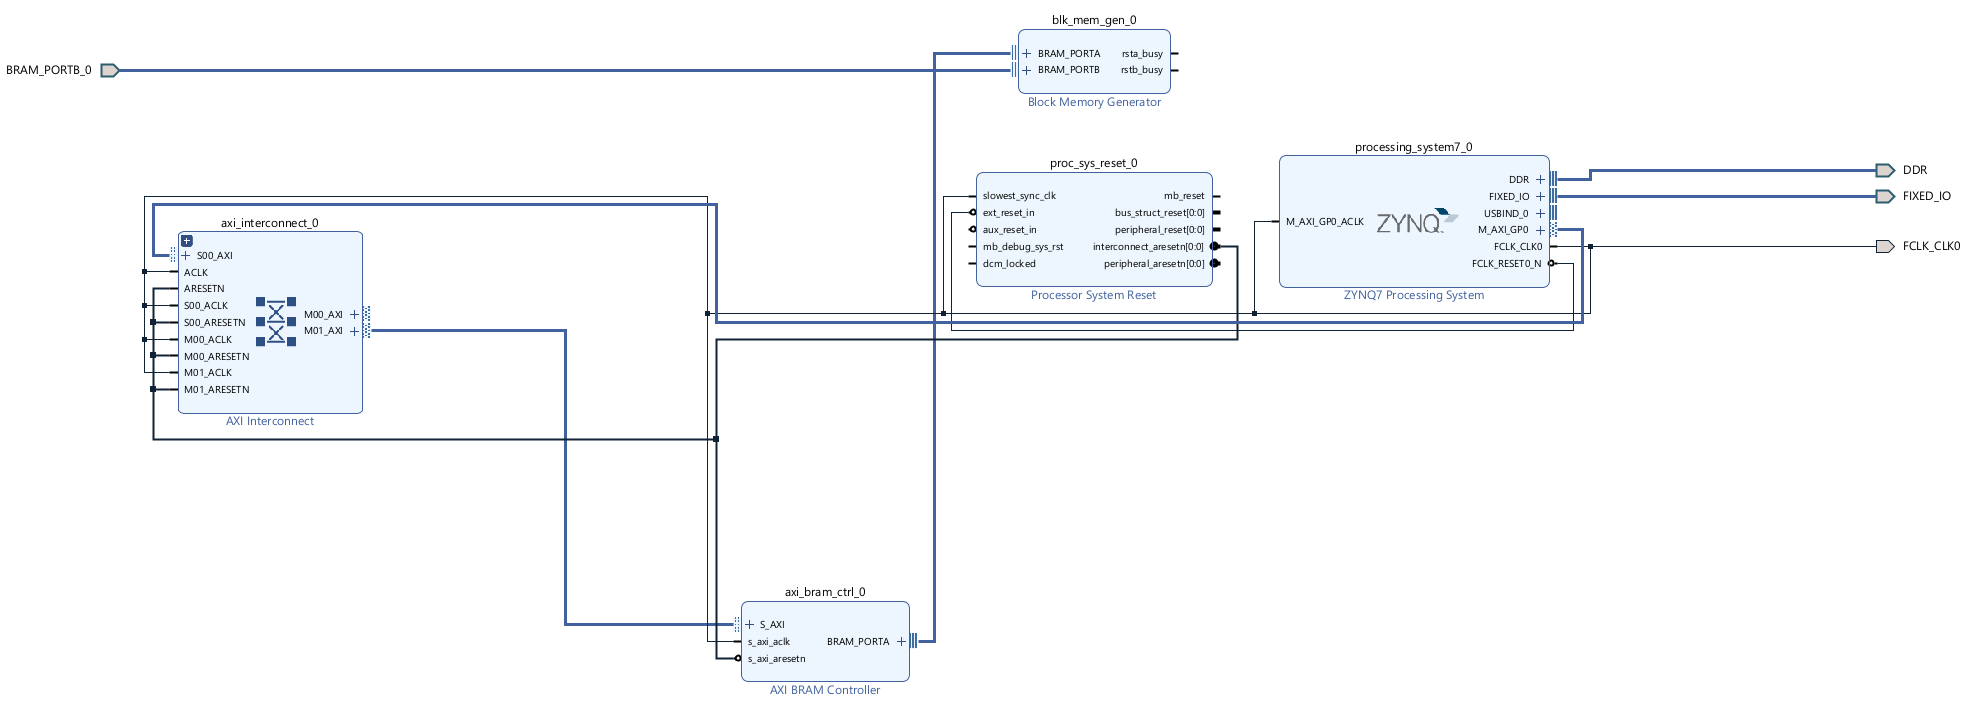 blk_mem_gen_0
BRAM_PORTA rsta_busy
BRAM_PORTB rstb_busy
Block Memory Generator
BRAM_PORTB_0
proc_sys_reset_0
slowest_sync_clk mb_reset
ext_reset_in bus_struct_reset[0:0]
aux_reset_in peripheral_reset[0:0]
mb_debug_sys_rst interconnect_aresetn[0:0]
dcm_locked peripheral_aresetn[0:0]
Processor System Reset
processing_system7_0
DDR
FIXED_IO
USBIND_0
M_AXI_GP0_ACLK ZYNQ M_AXI_GP0
FCLK_CLK0
FCLK_RESET0_N
ZYNQ7 Processing System
DDR
FIXED_IO
FCLK_CLK0
axi_interconnect_0
S00_AXI
ACLK
ARESETN
S00_ACLK
S00_ARESETN M00_AXI
M00_ACLK M01_AXI
M00_ARESETN
M01_ACLK
M01_ARESETN
AXI Interconnect
axi_bram_ctrl_0
S_AXI
s_axi_aclk BRAM_PORTA
s_axi_aresetn
AXI BRAM Controller